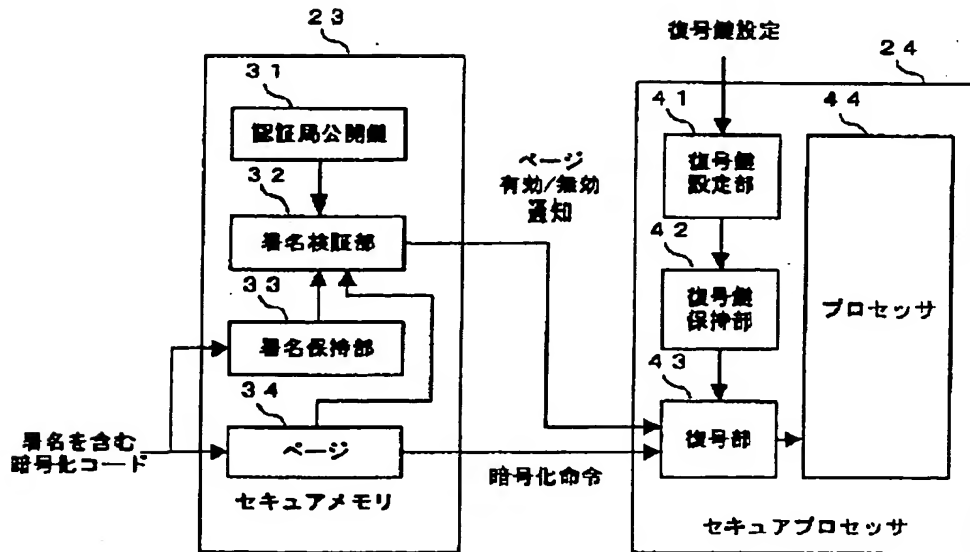 23
31
認証局公開鍵
32
署名検証部
33
署名保持部
34
ページ
セキュアメモリ
署名を含む
暗号化コード
ページ
有効/無効
通知
暗号化命令
復号鍵設定
24
41
復号鍵
設定部
42
復号鍵
保持部
43
復号部
44
プロセッサ
セキュアプロセッサ